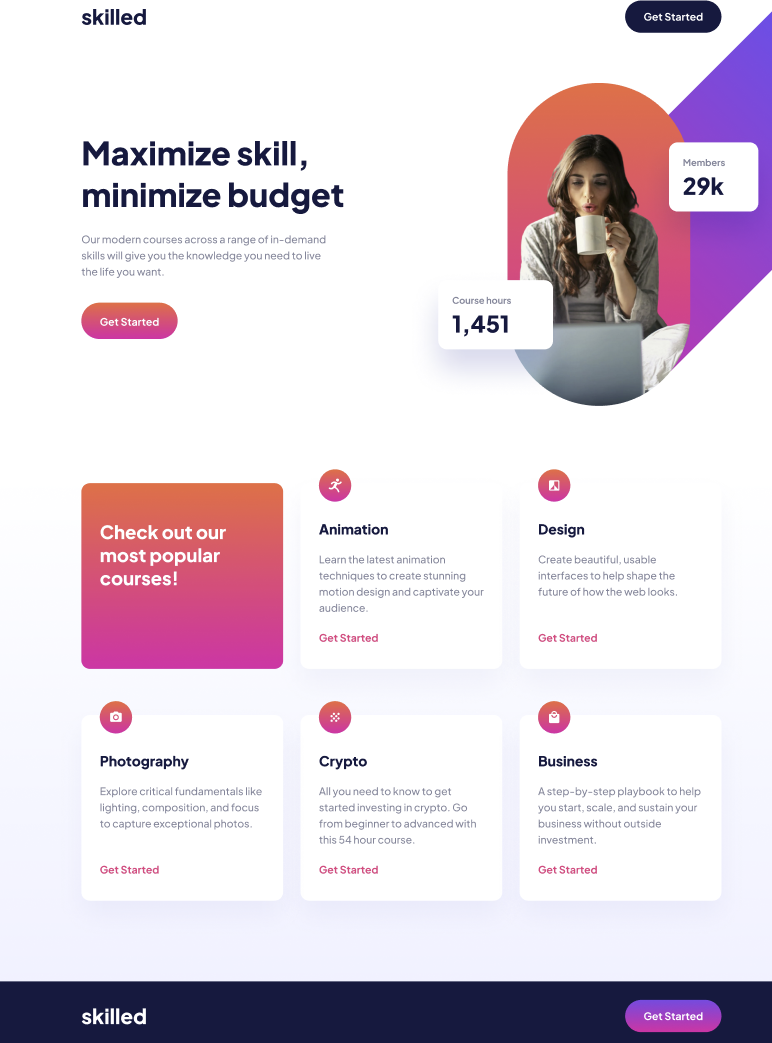 skilled
Get Started
Maximize skill,
minimize budget
Our modern courses across a range of in-demand
skills will give you the knowledge you need to live
the life you want.
Get Started
Members
29k
Course hours
1,451
Check out our
most popular
courses!
Animation
Learn the latest animation
techniques to create stunning
motion design and captivate your
audience.
Get Started
Design
Create beautiful, usable
interfaces to help shape the
future of how the web looks.
Get Started
Photography
Explore critical fundamentals like
lighting, composition, and focus
to capture exceptional photos.
Get Started
Crypto
All you need to know to get
started investing in crypto. Go
from beginner to advanced with
this 54 hour course.
Get Started
Business
A step-by-step playbook to help
you start, scale, and sustain your
business without outside
investment.
Get Started
skilled
Get Started